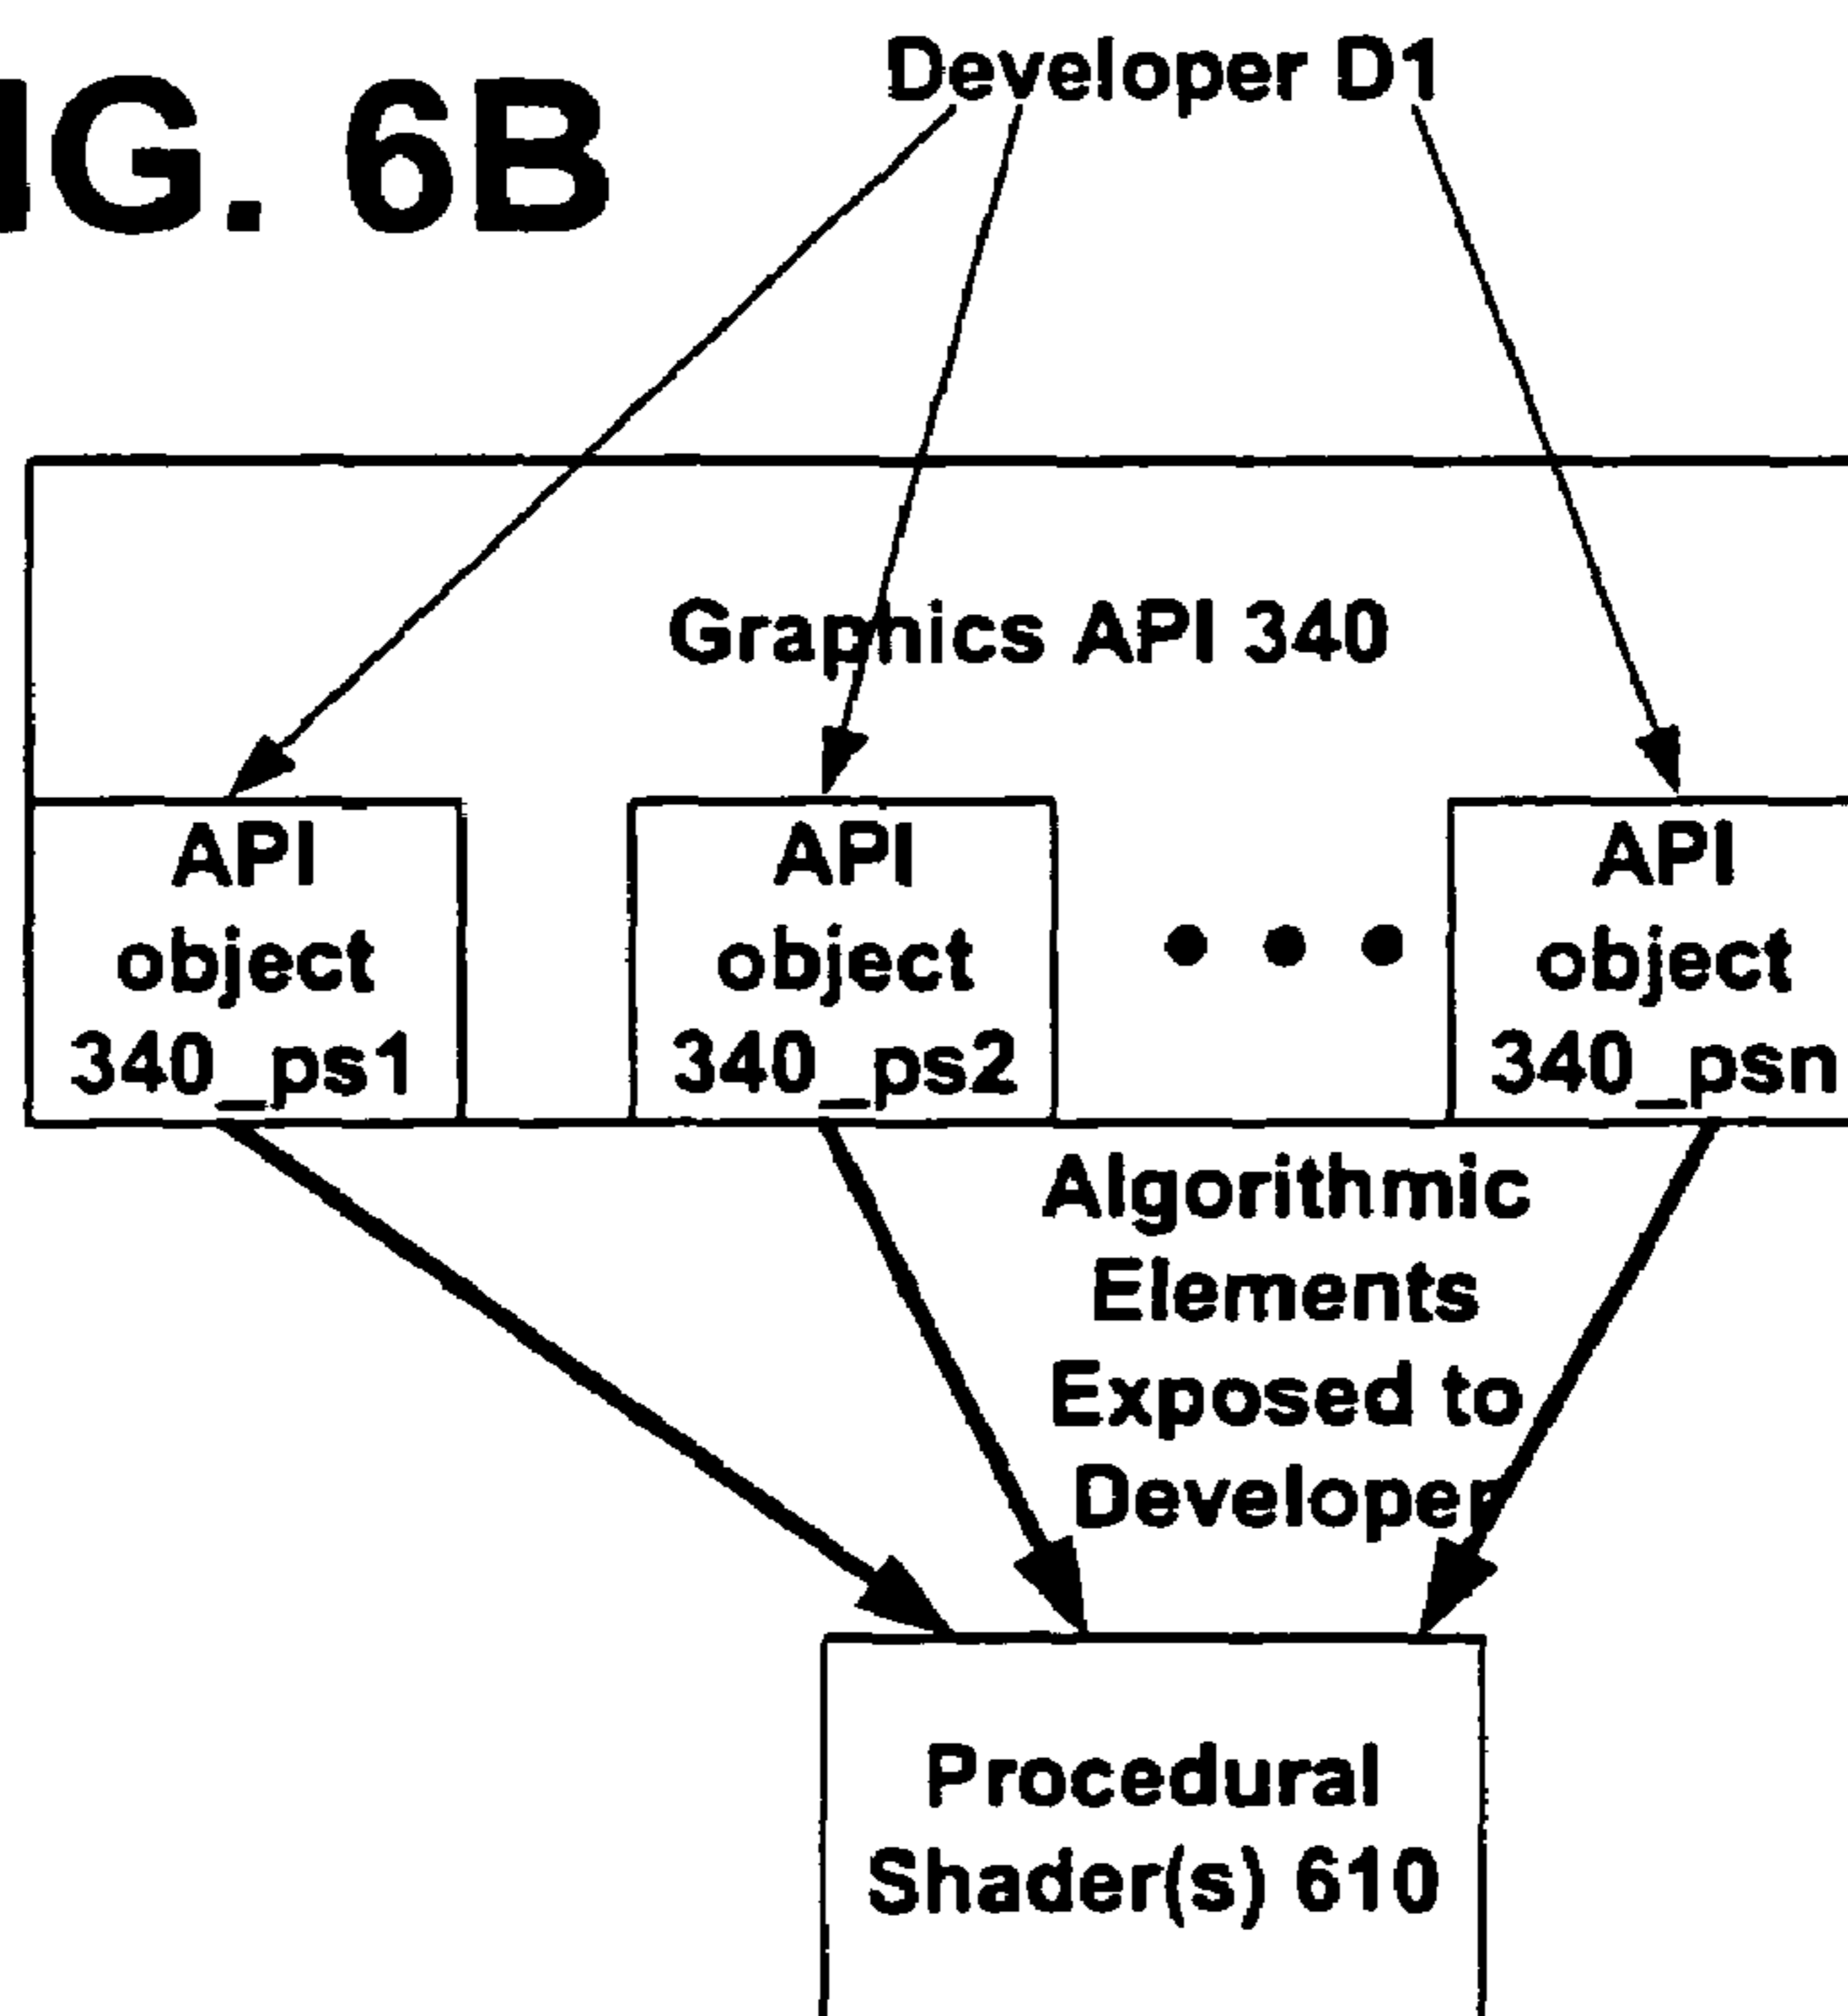 IG. 6B
Developer D1
Graphics API 340
API
object
340_ps1
API
object
340_ps2
API
object
340_psn
Algorithmic
Elements
Exposed to
Developer
Procedural
Shader(s) 610